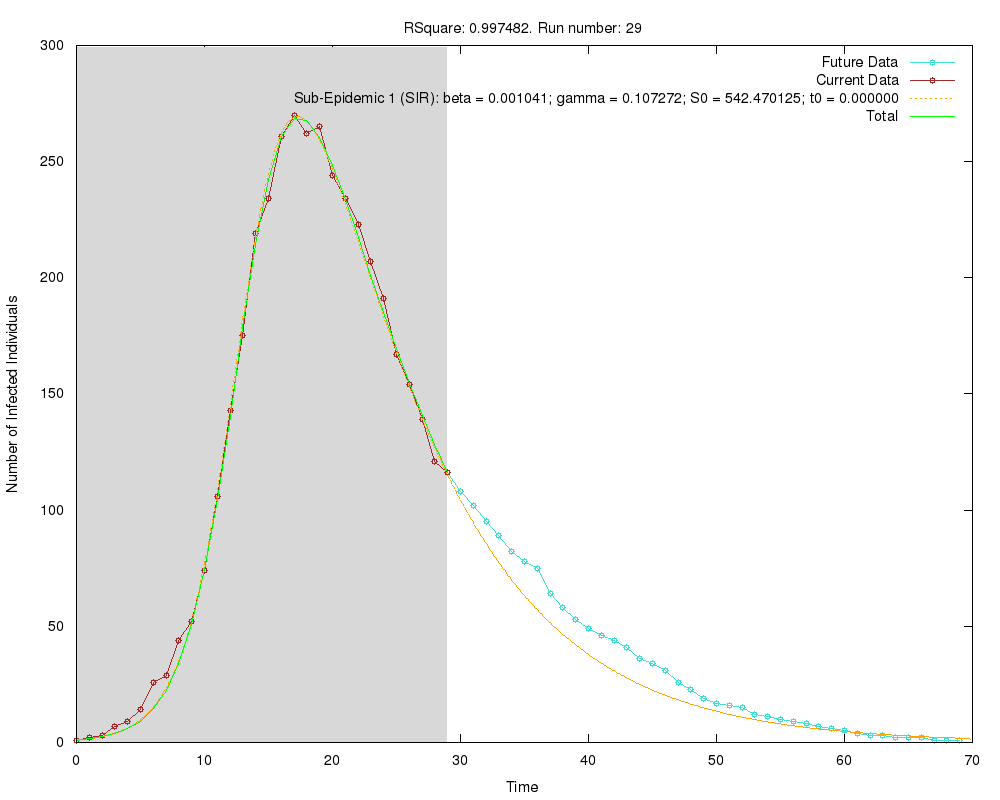 RSquare: 0.997482. Run number: 29
300
250
200
150
100
50
0
Number of Infected Individuals
Future Data
Current Data
Sub-Epidemic 1 (SIR): beta = 0.001041; gamma = 0.107272; S0 = 542.470125; t0 = 0.000000
Total
0 10 20 30 40 50 60 70
Time